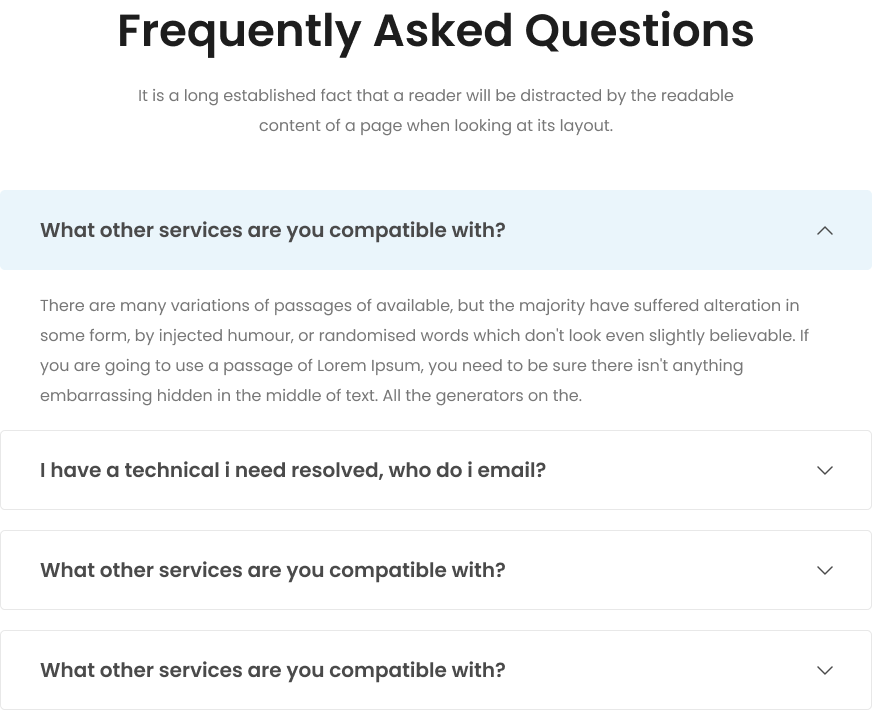 Frequently Asked Questions
It is a long established fact that a reader will be distracted by the readable
content of a page when looking at its layout.
What other services are you compatible with?
There are many variations of passages of available, but the majority have suffered alteration in
some form, by injected humour, or randomised words which don't look even slightly believable. If
you are going to use a passage of Lorem Ipsum, you need to be sure there isn't anything
embarrassing hidden in the middle of text. All the generators on the.
I have a technical i need resolved, who do i email?
What other services are you compatible with?
What other services are you compatible with?